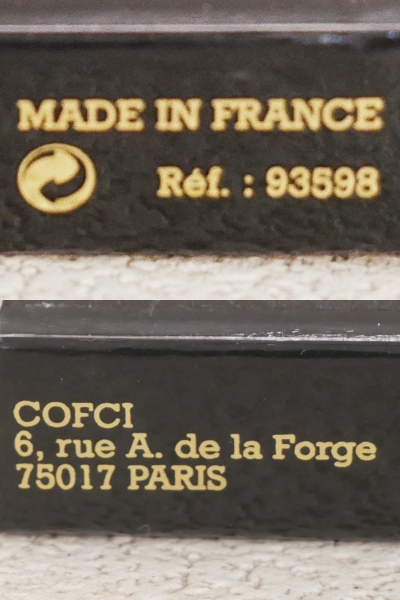 MADE IN FRANCE
Réf. : 93598
COFCI
6, rue A. de la Forge
75017 PARIS